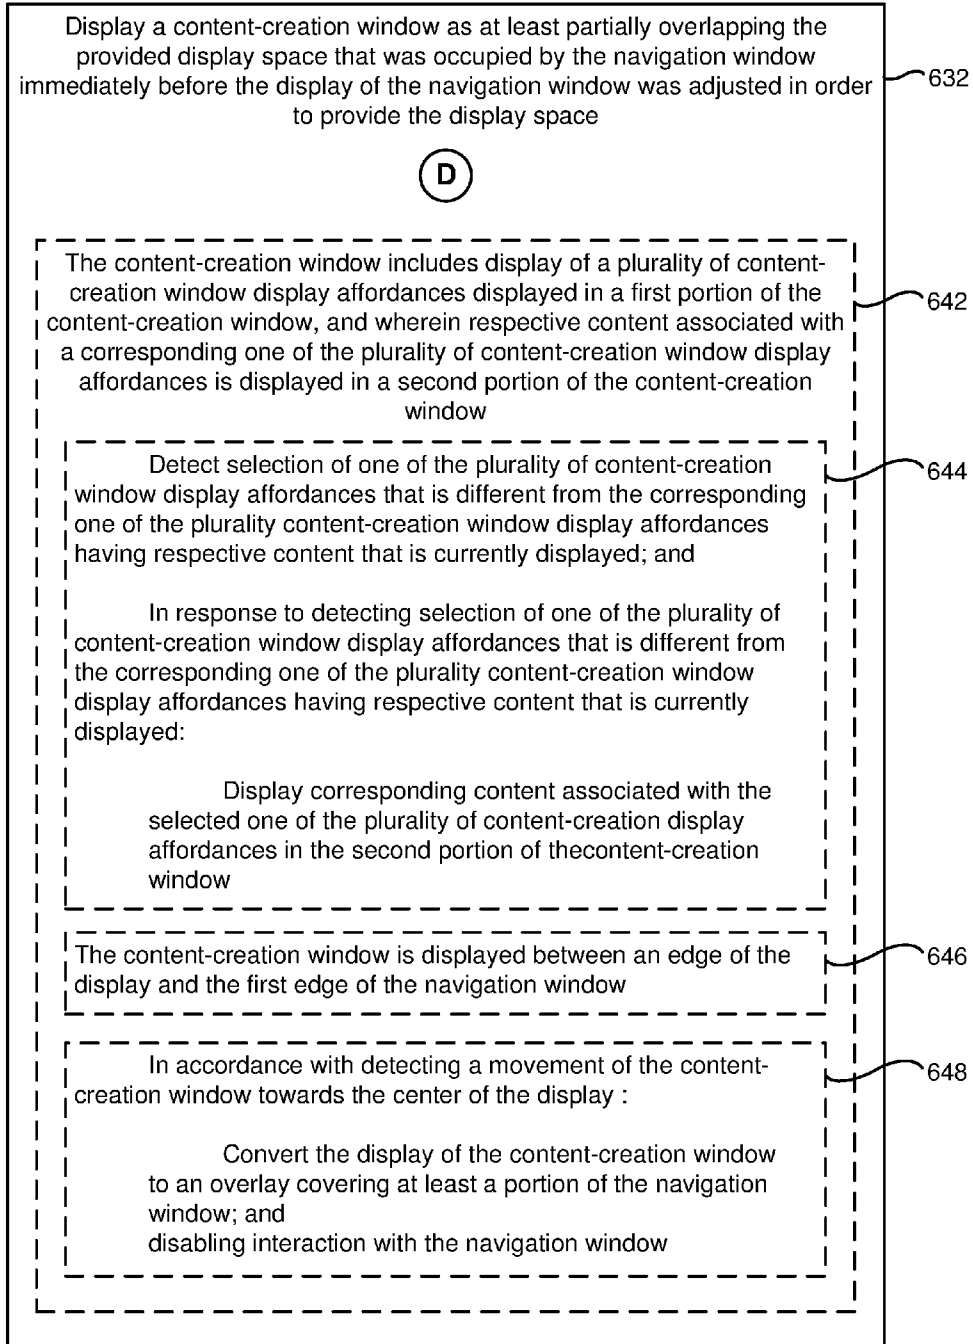 Display a content-creation window as at least partially overlapping the
provided display space that was occupied by the navigation window
immediately before the display of the navigation window was adjusted in order
to provide the display space
632
D
The content-creation window includes display of a plurality of content-
creation window display affordances displayed in a first portion of the
content-creation window, and wherein respective content associated with
a corresponding one of the plurality of content-creation window display
affordances is displayed in a second portion of the content-creation
window
642
Detect selection of one of the plurality of content-creation
window display affordances that is different from the corresponding
one of the plurality content-creation window display affordances
having respective content that is currently displayed; and
644
In response to detecting selection of one of the plurality of
content-creation window display affordances that is different from
the corresponding one of the plurality content-creation window
display affordances having respective content that is currently
displayed:
Display corresponding content associated with the
selected one of the plurality of content-creation display
affordances in the second portion of thecontent-creation
window
The content-creation window is displayed between an edge of the
display and the first edge of the navigation window
646
In accordance with detecting a movement of the content-
creation window towards the center of the display :
648
Convert the display of the content-creation window
to an overlay covering at least a portion of the navigation
window; and
disabling interaction with the navigation window